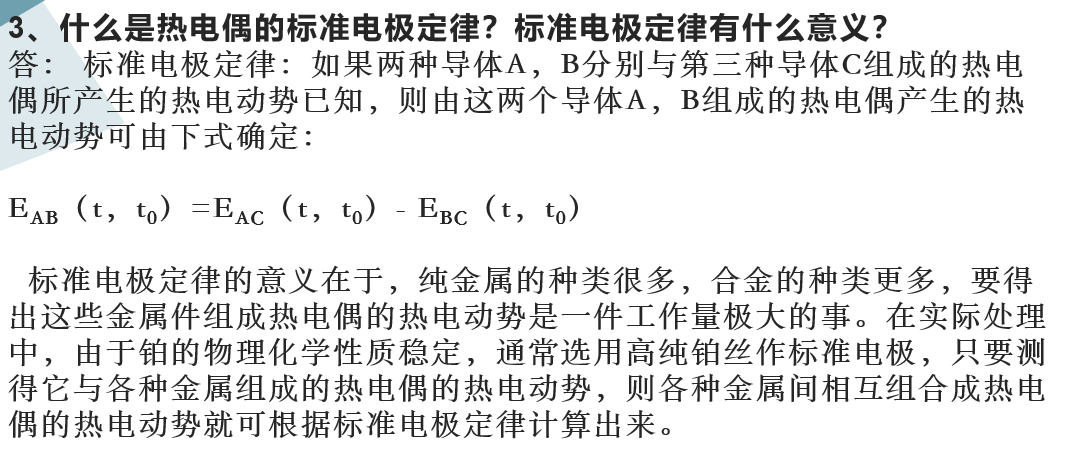 3、什么是热电偶的标准电极定律？标准电极定律有什么意义？
答： 标准电极定律：如果两种导体A，B分别与第三种导体C组成的热电
偶所产生的热电动势已知，则由这两个导体A，B组成的热电偶产生的热
电动势可由下式确定：
E_AB（t，t_0）=E_AC（t，t_0）- E_BC（t，t_0）
标准电极定律的意义在于，纯金属的种类很多，合金的种类更多，要得
出这些金属件组成热电偶的热电动势是一件工作量极大的事。在实际处理
中，由于铂的物理化学性质稳定，通常选用高纯铂丝作标准电极，只要测
得它与各种金属组成的热电偶的热电动势，则各种金属间相互组合成热电
偶的热电动势就可根据标准电极定律计算出来。